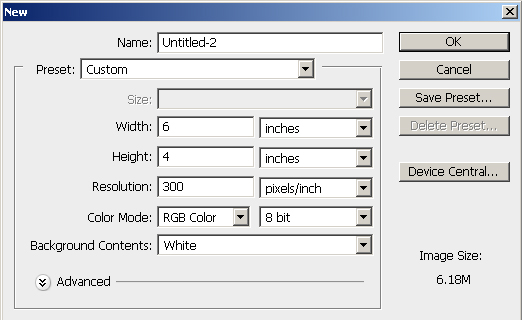 New
Name: Untitled-2
OK
Preset: Custom
Cancel
Size:
Save Preset...
Width: 6 inches
Delete Preset...
Height: 4 inches
Resolution: 300 pixels/inch
Device Central...
Color Mode: RGB Color 8 bit
Background Contents: White
Image Size:
6.18M
Advanced